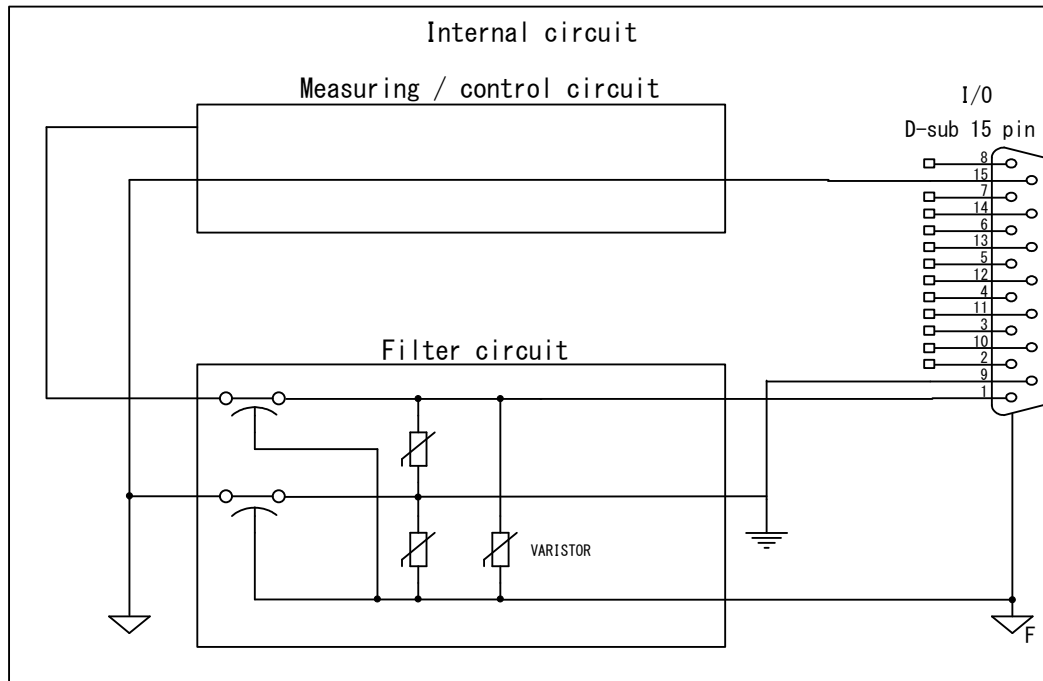 Internal circuit
Measuring / control circuit
I/O
D-sub 15 pin
8
15
7
14
6
13
5
12
4
11
3
10
2
9
1
Filter circuit
VARISTOR
F